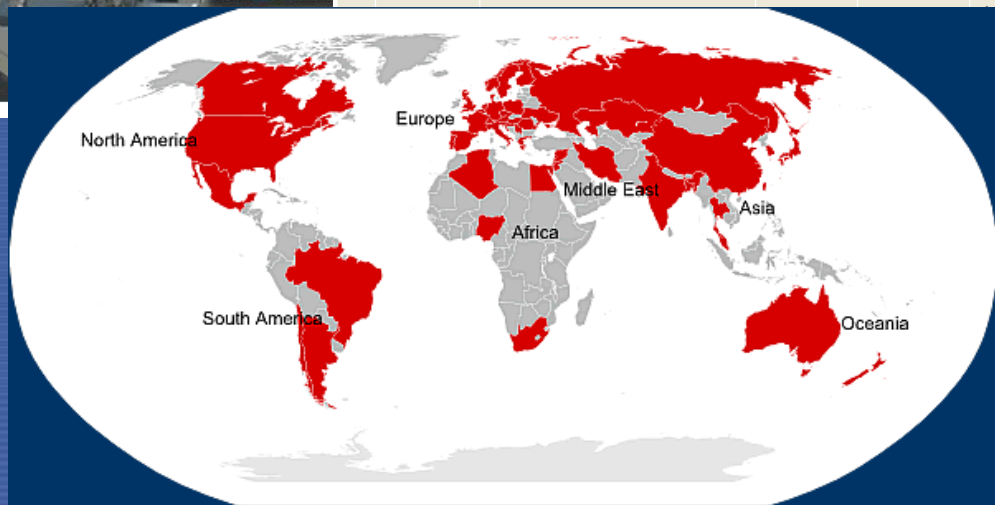 North America
Europe
Middle East
Asia
Africa
South America
Oceania